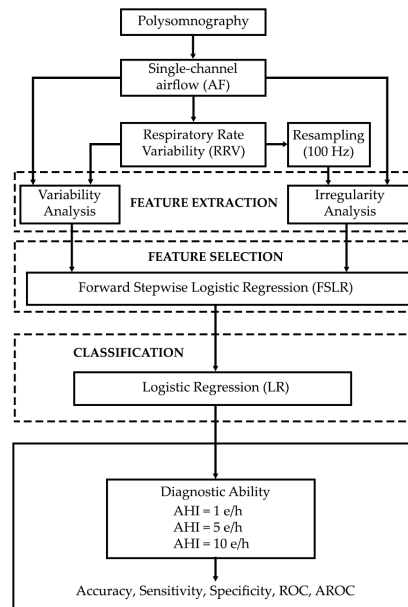 Polysomnography
Single-channel
airflow (AF)
Respiratory Rate
Variability (RRV)
Resampling
(100 Hz)
Variability
Analysis
FEATURE EXTRACTION
Irregularity
Analysis
FEATURE SELECTION
Forward Stepwise Logistic Regression (FSLR)
CLASSIFICATION
Logistic Regression (LR)
Diagnostic Ability
AHI = 1 e/h
AHI = 5 e/h
AHI = 10 e/h
Accuracy, Sensitivity, Specificity, ROC, AROC